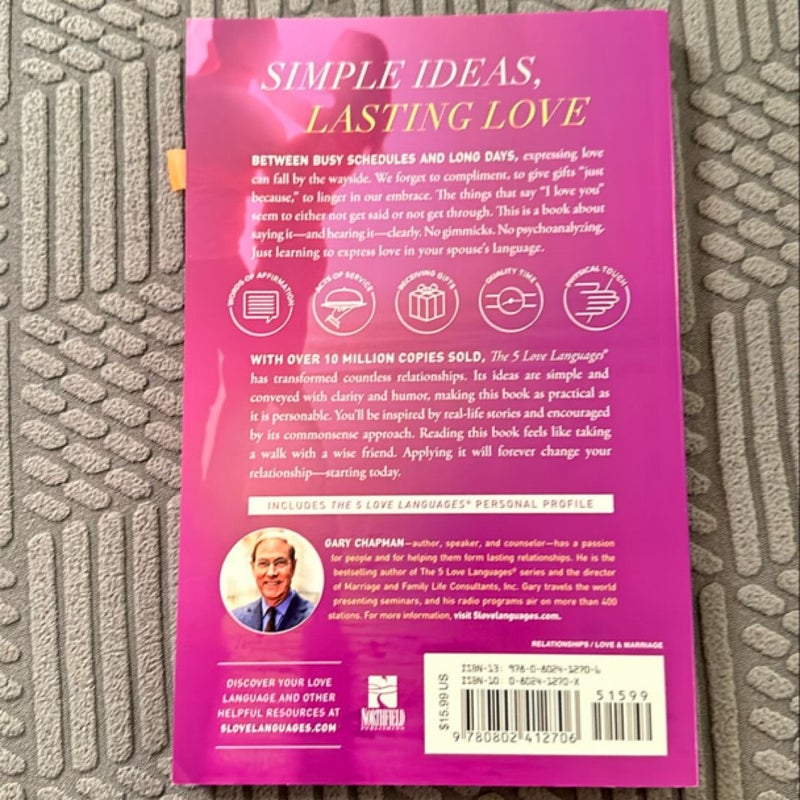 SIMPLE IDEAS,
LASTING LOVE
BETWEEN BUSY SCHEDULES AND LONG DAYS, expressing love
can fall by the wayside. We forget to compliment, to give gifts "just
because," to linger in our embrace. The things that say "I love you"
seem to either not get said or not get through. This is a book about
saying it—and hearing it—clearly. No gimmicks. No psychoanalyzing.
Just learning to express love in your spouse's language.
WORDS OF AFFIRMATION
ACTS OF SERVICE
RECEIVING GIFTS
QUALITY TIME
PHYSICAL TOUCH
WITH OVER 10 MILLION COPIES SOLD, The 5 Love Languages®
has transformed countless relationships. Its ideas are simple and
conveyed with clarity and humor, making this book as practical as
it is personable. You'll be inspired by real-life stories and encouraged
by its commonsense approach. Reading this book feels like taking
a walk with a wise friend. Applying it will forever change your
relationship—starting today.
INCLUDES THE 5 LOVE LANGUAGES® PERSONAL PROFILE
GARY CHAPMAN—author, speaker, and counselor—has a passion
for people and for helping them form lasting relationships. He is the
bestselling author of The 5 Love Languages® series and the director
of Marriage and Family Life Consultants, Inc. Gary travels the world
presenting seminars, and his radio programs air on more than 400
stations. For more information, visit 5lovelanguages.com.
RELATIONSHIPS / LOVE & MARRIAGE
DISCOVER YOUR LOVE
LANGUAGE AND OTHER
HELPFUL RESOURCES AT
5LOVELANGUAGES.COM
NORTHFIELD
PUBLISHING
ISBN-13: 978-0-8024-1270-6
ISBN-10: 0-8024-1270-X
$15.99 US
51599
9 780802 412706